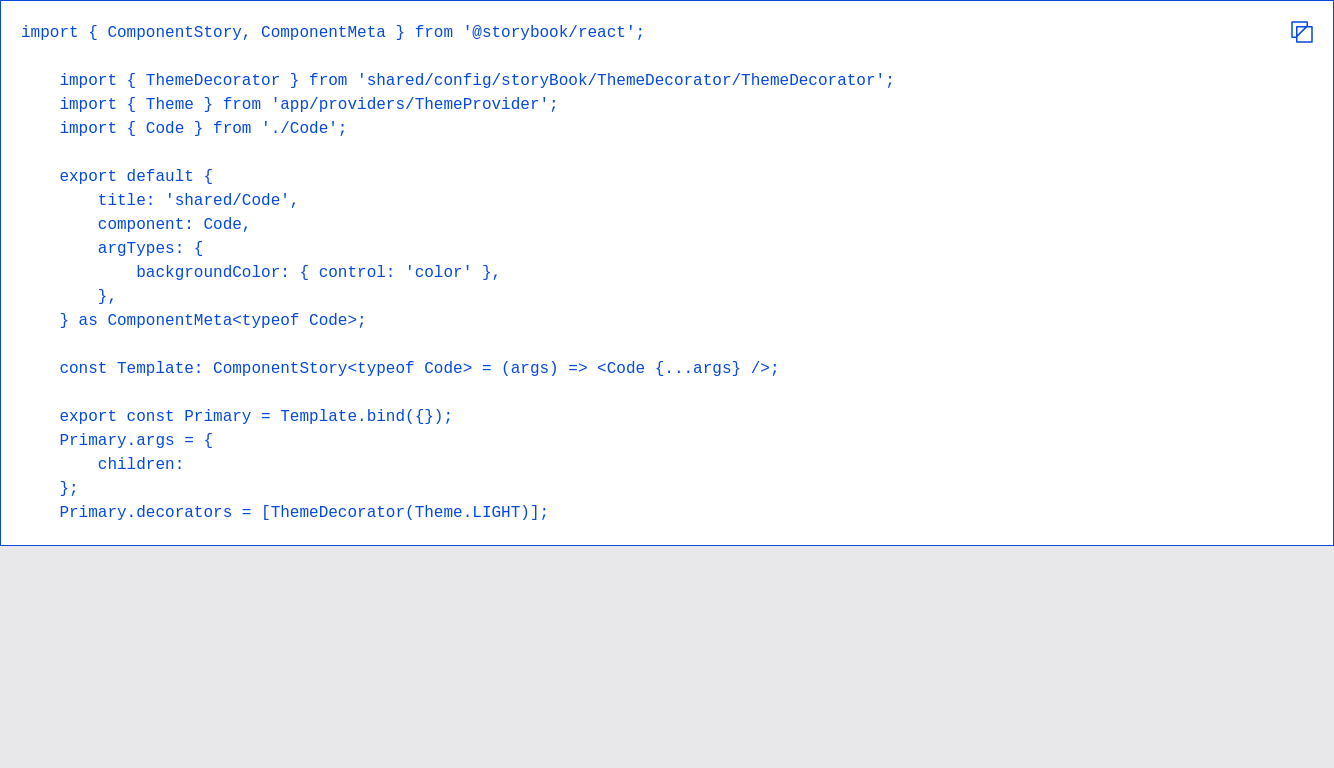 import { ComponentStory, ComponentMeta } from '@storybook/react';

    import { ThemeDecorator } from 'shared/config/storyBook/ThemeDecorator/ThemeDecorator';
    import { Theme } from 'app/providers/ThemeProvider';
    import { Code } from './Code';

    export default {
        title: 'shared/Code',
        component: Code,
        argTypes: {
            backgroundColor: { control: 'color' },
        },
    } as ComponentMeta<typeof Code>;

    const Template: ComponentStory<typeof Code> = (args) => <Code {...args} />;

    export const Primary = Template.bind({});
    Primary.args = {
        children:
    };
    Primary.decorators = [ThemeDecorator(Theme.LIGHT)];